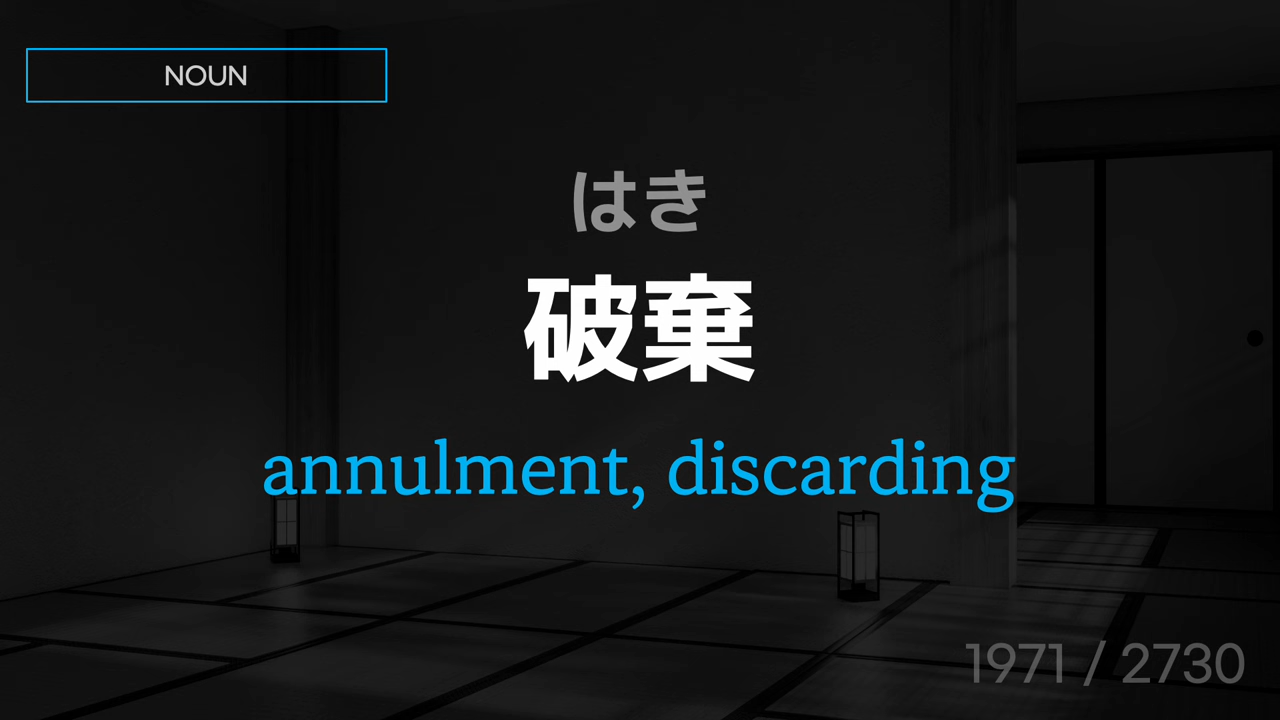 NOUN
はき
破棄
annulment, discarding
1971 / 2730